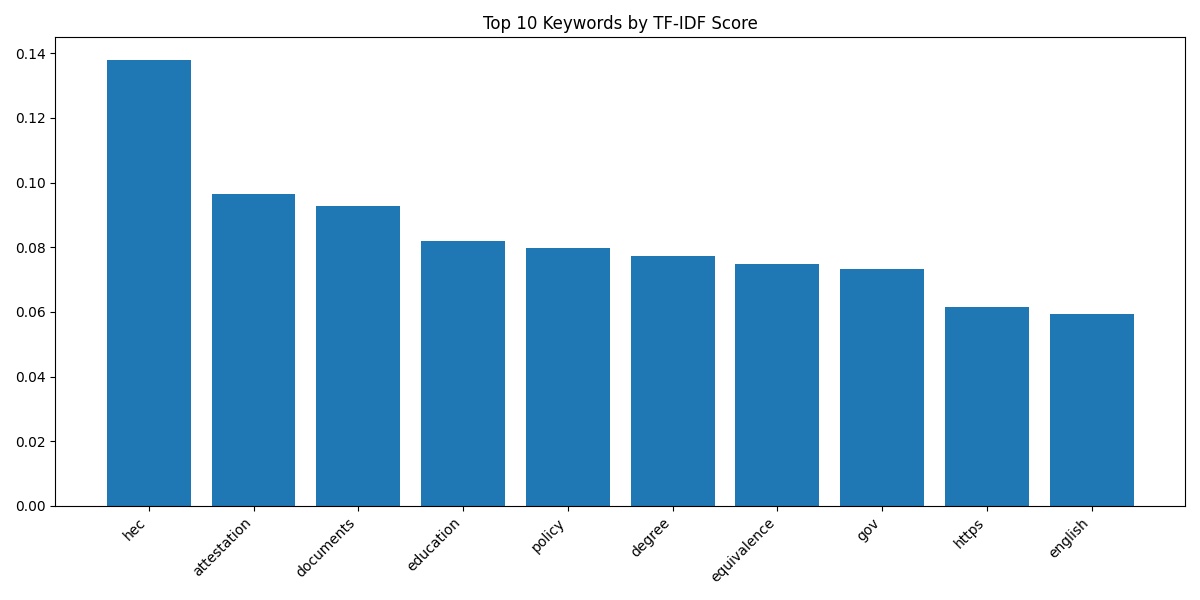 Top 10 Keywords by TF-IDF Score
0.14
0.12
0.10
0.08
0.06
0.04
0.02
0.00
hec
attestation
documents
education
policy
degree
equivalence
gov
https
english